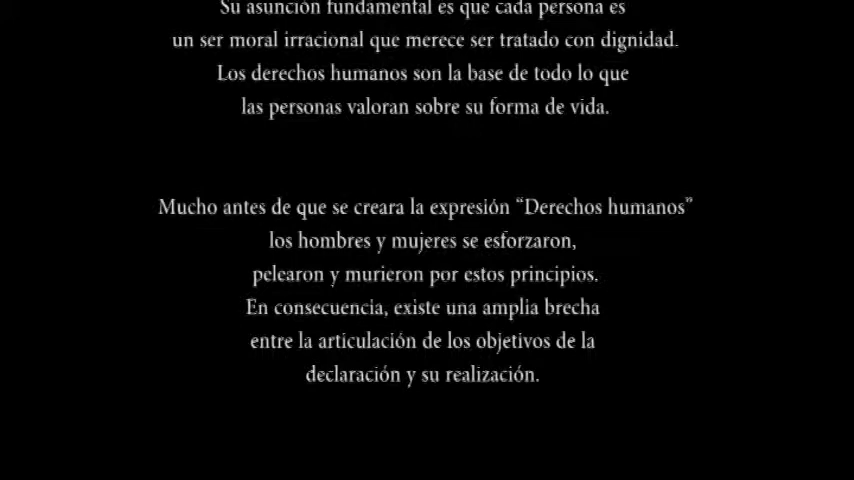 Su asunción fundamental es que cada persona es
un ser moral irracional que merece ser tratado con dignidad.
Los derechos humanos son la base de todo lo que
las personas valoran sobre su forma de vida.
Mucho antes de que se creara la expresión “Derechos humanos”
los hombres y mujeres se esforzaron,
pelearon y murieron por estos principios.
En consecuencia, existe una amplia brecha
entre la articulación de los objetivos de la
declaración y su realización.